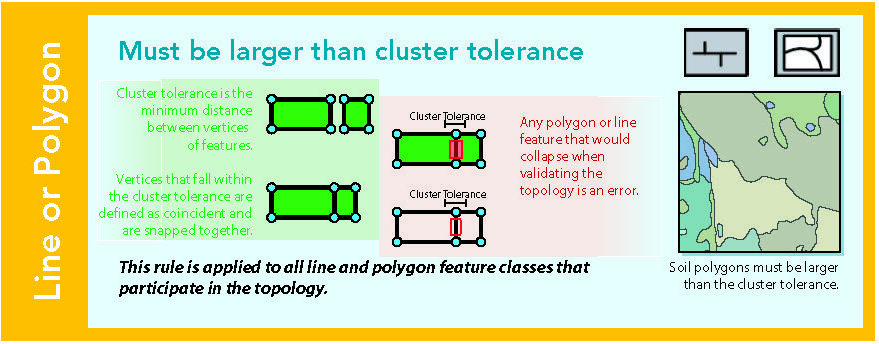 Line or Polygon
Must be larger than cluster tolerance
Cluster tolerance is the
minimum distance
between vertices
of features.
Vertices that fall within
the cluster tolerance are
defined as coincident and
are snapped together.
Cluster Tolerance
Cluster Tolerance
Any polygon or line
feature that would
collapse when
validating the
topology is an error.
This rule is applied to all line and polygon feature classes that
participate in the topology.
Soil polygons must be larger
than the cluster tolerance.